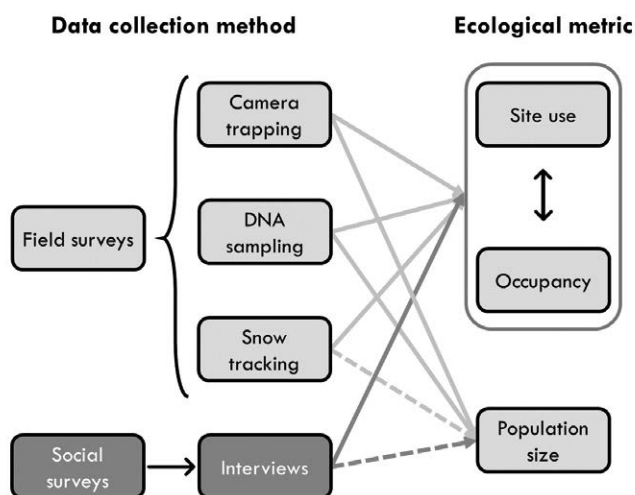 Data collection method
Ecological metric
Camera
trapping
Site use
DNA
sampling
Field surveys
Occupancy
Snow
tracking
Population
size
Social
surveys
Interviews